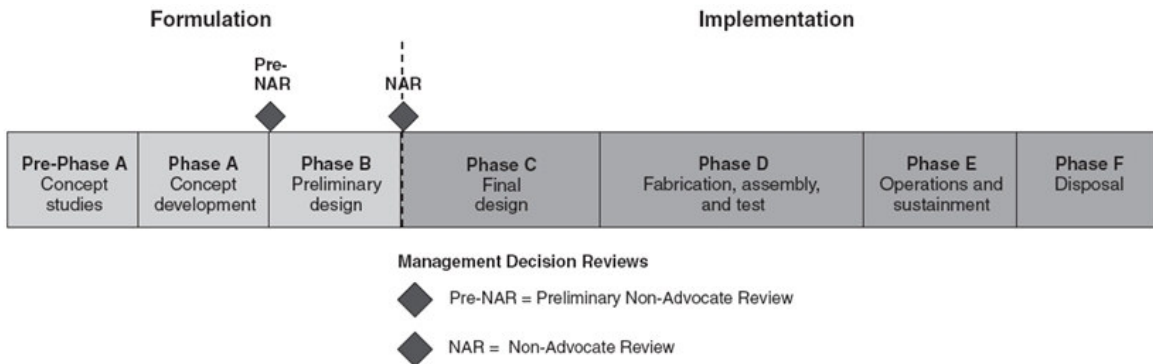 Formulation
Implementation
Pre-
NAR
NAR
Pre-Phase A
Concept
studies
Phase A
Concept
development
Phase B
Preliminary
design
Phase C
Final
design
Phase D
Fabrication, assembly,
and test
Phase E
Operations and
sustainment
Phase F
Disposal
Management Decision Reviews
Pre-NAR = Preliminary Non-Advocate Review
NAR = Non-Advocate Review